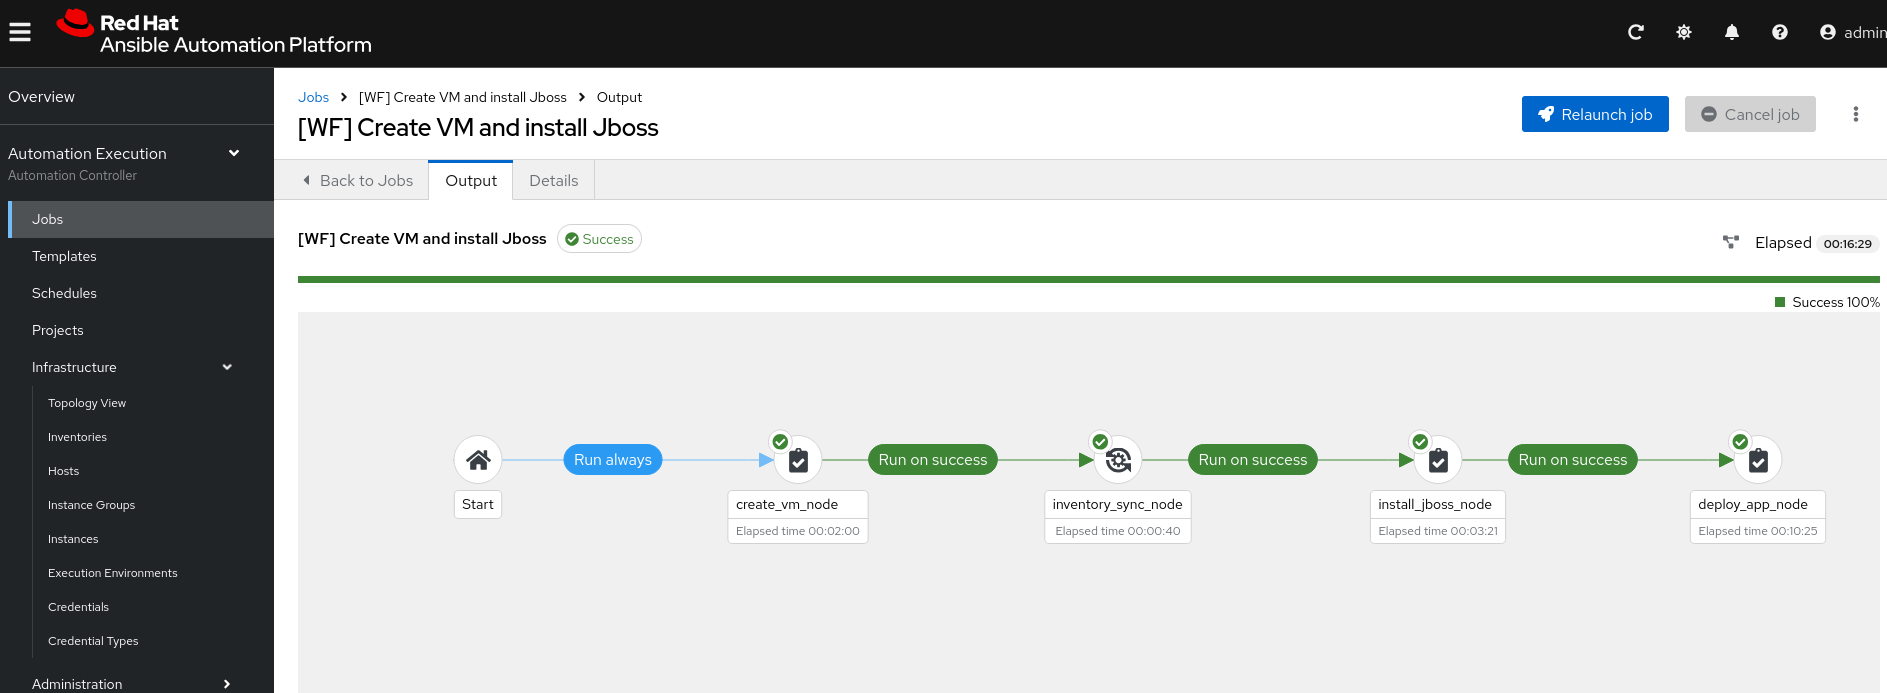 Red Hat
Ansible Automation Platform
admin
Overview
Automation Execution
Automation Controller
Jobs
Templates
Schedules
Projects
Infrastructure
Topology View
Inventories
Hosts
Instance Groups
Instances
Execution Environments
Credentials
Credential Types
Administration
Jobs [WF] Create VM and install Jboss Output
[WF] Create VM and install Jboss
Relaunch job Cancel job
Back to Jobs Output Details
[WF] Create VM and install Jboss Success
Elapsed 00:16:29
Success 100%
Run always Run on success Run on success Run on success
Start create_vm_node inventory_sync_node install_jboss_node deploy_app_node
Elapsed time 00:02:00 Elapsed time 00:00:40 Elapsed time 00:03:21 Elapsed time 00:10:25